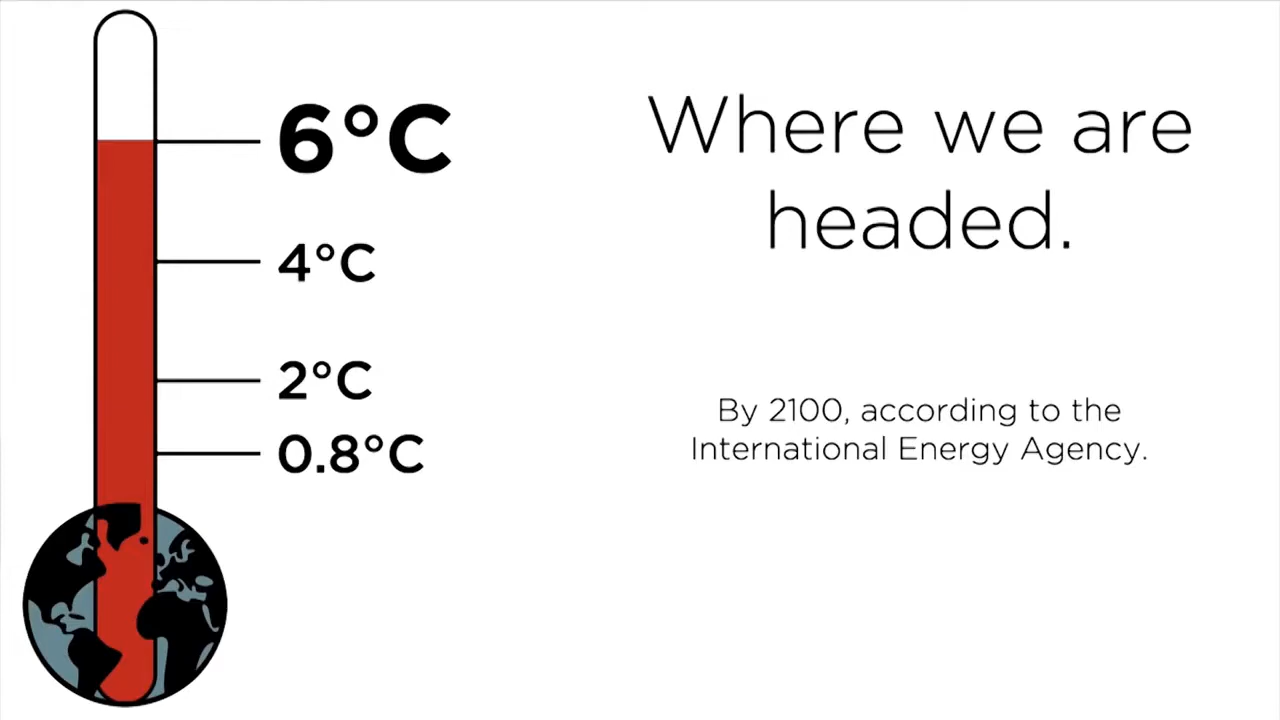 6°C
4°C
2°C
0.8°C
Where we are
headed.
By 2100, according to the
International Energy Agency.